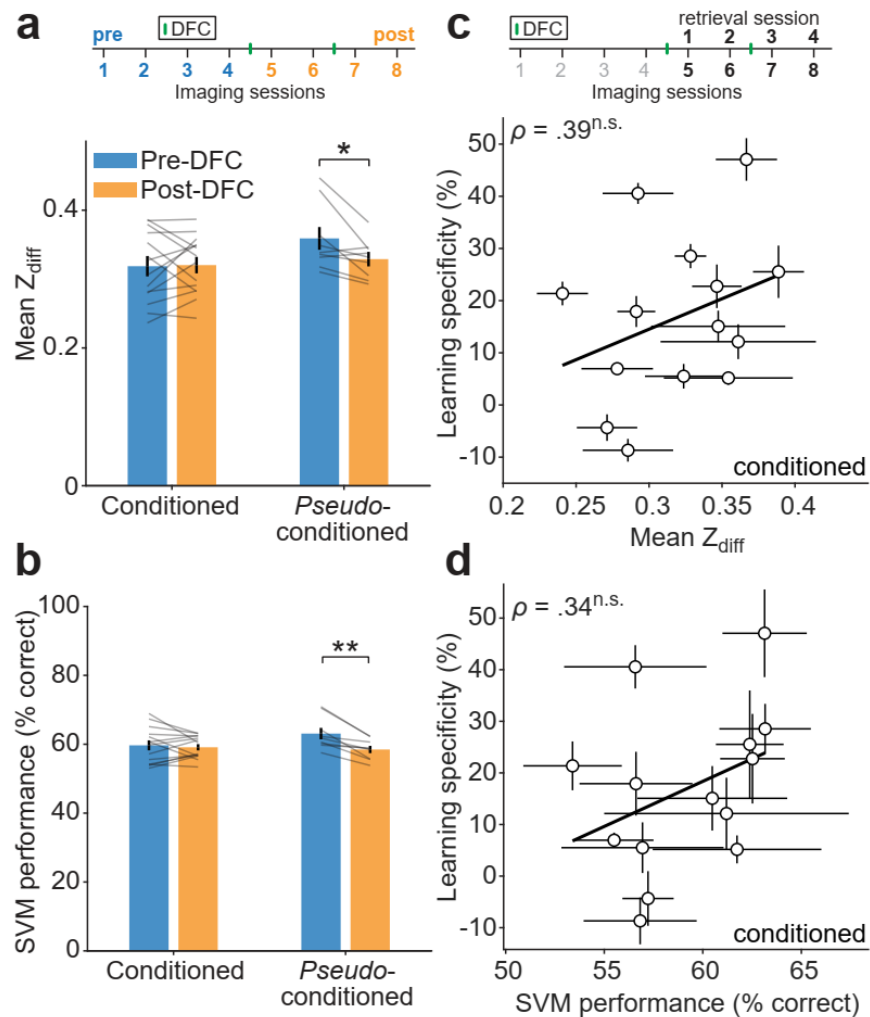 a
DFC
pre
post
1 2 3 4 5 6 7 8
Imaging sessions
Pre-DFC
Post-DFC
*
0.4
0.2
0
Mean Zdiff
Conditioned
Pseudo-
conditioned
b
100
80
60
40
20
0
SVM performance (% correct)
**
Conditioned
Pseudo-
conditioned
c
DFC
retrieval session
1 2 3 4
1 2 3 4 5 6 7 8
Imaging sessions
ρ = .39n.s.
50
40
30
20
10
0
-10
Learning specificity (%)
conditioned
0.2 0.25 0.3 0.35 0.4
Mean Zdiff
d
ρ = .34n.s.
50
40
30
20
10
0
-10
Learning specificity (%)
conditioned
50 55 60 65
SVM performance (% correct)